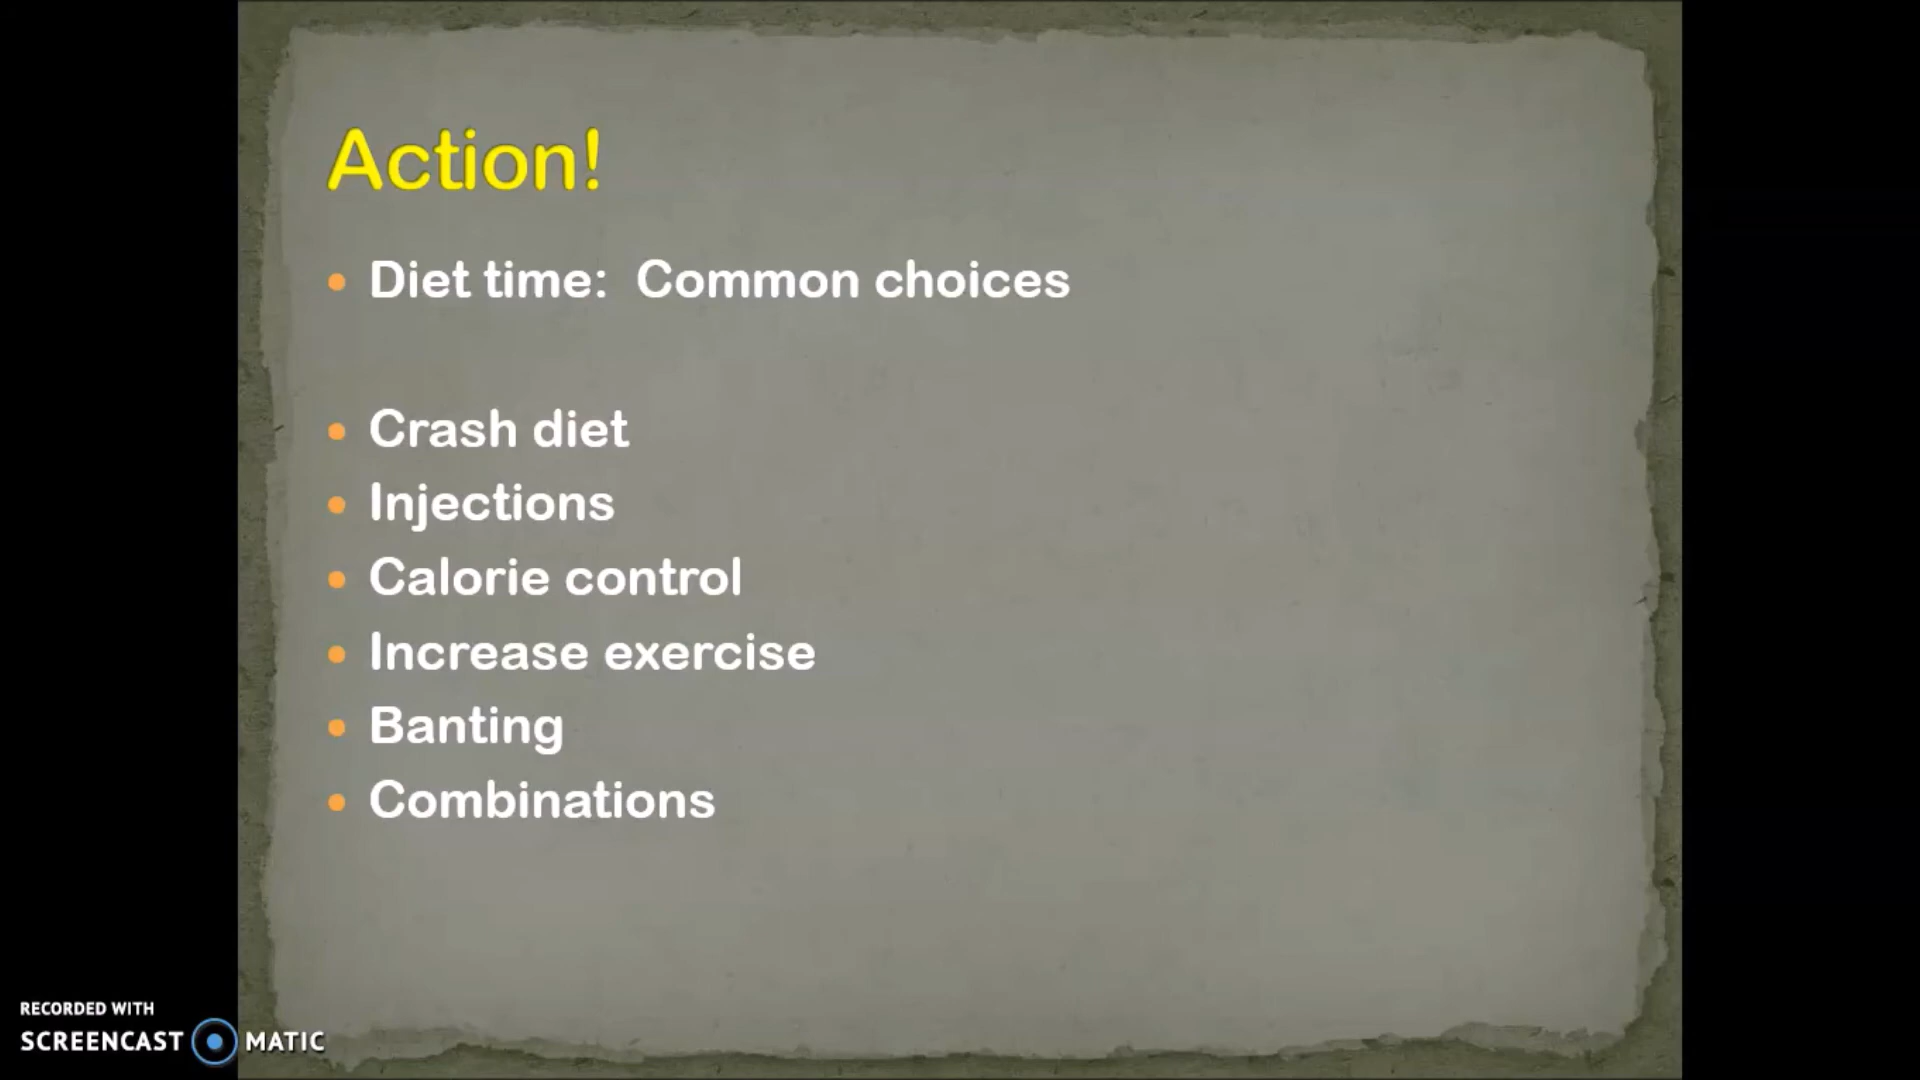 Action!
• Diet time: Common choices
• Crash diet
• Injections
• Calorie control
• Increase exercise
• Banting
• Combinations
RECORDED WITH
SCREENCAST MATIC